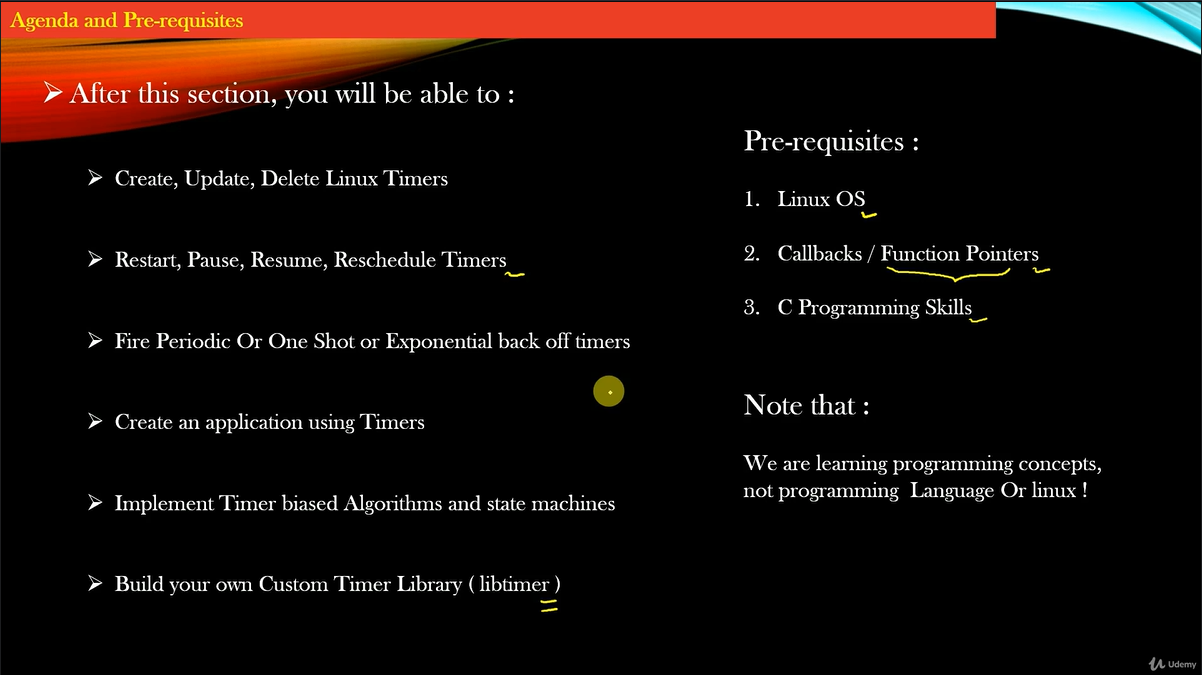 Agenda and Pre-requisites
After this section, you will be able to :
Create, Update, Delete Linux Timers
Restart, Pause, Resume, Reschedule Timers
Fire Periodic Or One Shot or Exponential back off timers
Create an application using Timers
Implement Timer biased Algorithms and state machines
Build your own Custom Timer Library ( libtimer )
Pre-requisites :
1. Linux OS
2. Callbacks / Function Pointers
3. C Programming Skills
Note that :
We are learning programming concepts,
not programming Language Or linux !
Udemy